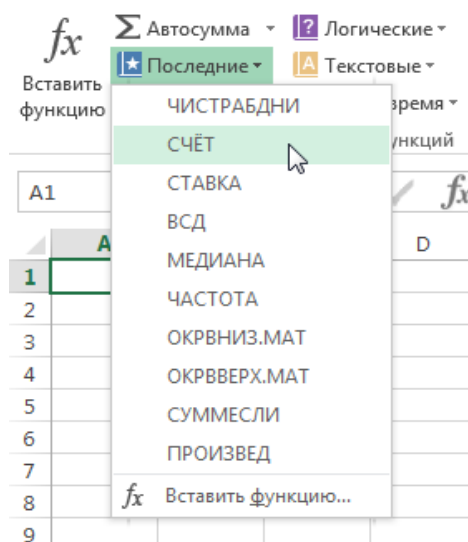 fx
Вставить
функцию
Σ Автосумма
? Логические
Последние
A Текстовые
время
ЧИСТРАБДНИ
СЧЁТ
СТАВКА
ВСД
МЕДИАНА
ЧАСТОТА
ОКРВНИЗ.МАТ
ОКРВВЕРХ.МАТ
СУММЕСЛИ
ПРОИЗВЕД
fx Вставить функцию...
A1
fx
A
D
1
2
3
4
5
6
7
8
9